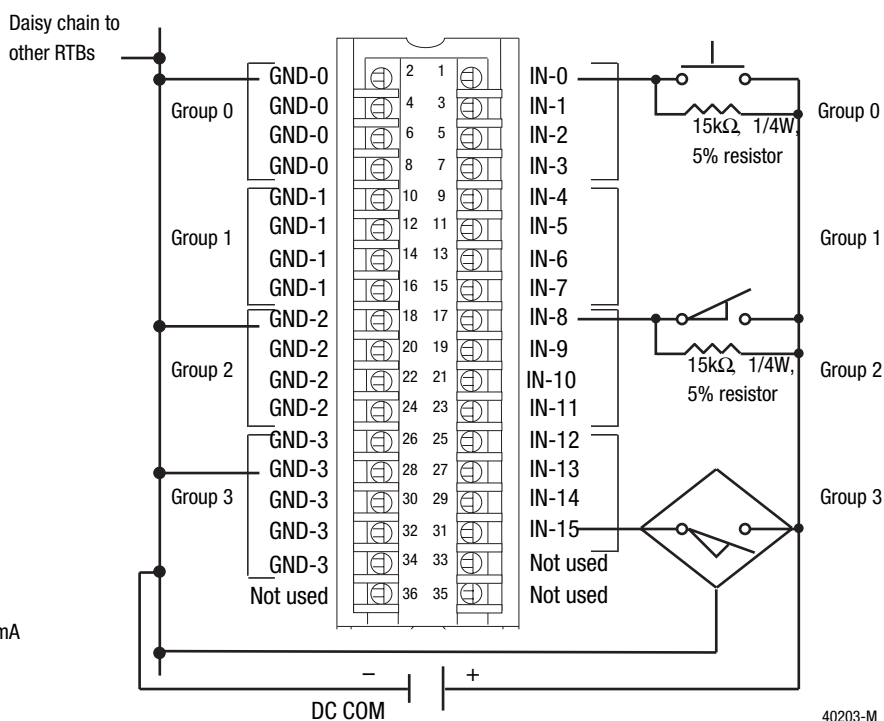 Daisy chain to
other RTBs
GND-0 2 1 IN-0
GND-0 4 3 IN-1
Group 0 Group 0
15kΩ, 1/4W,
GND-0 6 5 IN-2
5% resistor
GND-0 8 7 IN-3
GND-1 10 9 IN-4
GND-1 12 11 IN-5
Group 1 Group 1
GND-1 14 13 IN-6
GND-1 16 15 IN-7
GND-2 18 17 IN-8
GND-2 20 19 IN-9
Group 2 15kΩ, 1/4W, Group 2
GND-2 22 21 IN-10
5% resistor
GND-2 24 23 IN-11
GND-3 26 25 IN-12
GND-3 28 27 IN-13
Group 3 Group 3
GND-3 30 29 IN-14
GND-3 32 31 IN-15
GND-3 34 33 Not used
Not used 36 35 Not used
mA
– +
DC COM
40203-M